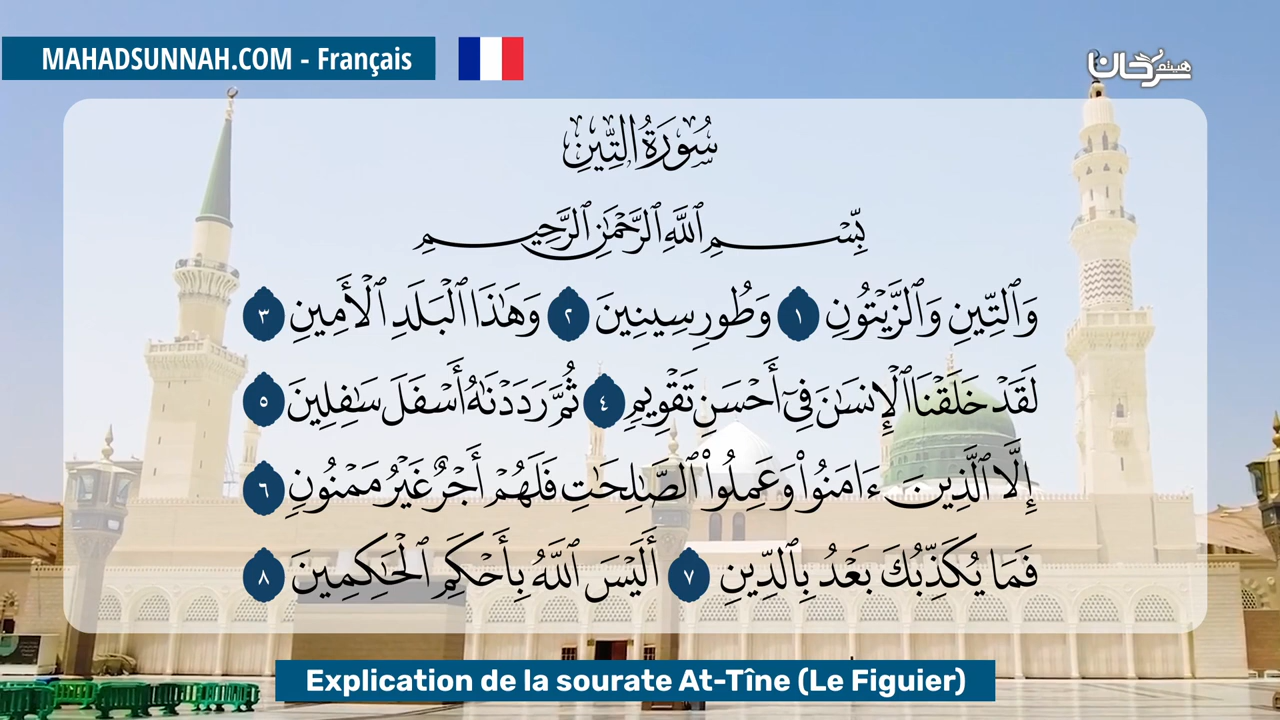 MAHADSUNNAH.COM - Français
هيثم سرحان
سُورَةُ التِّينِ
بِّسْمِ ٱللَّهِ ٱلرَّحْمَٰنِ ٱلرَّحِيمِ
وَٱلتِّينِ وَٱلزَّيْتُونِ ١ وَطُورِ سِينِينَ ٢ وَهَٰذَا ٱلْبَلَدِ ٱلْأَمِينِ ٣
لَقَدْ خَلَقْنَا ٱلْإِنسَٰنَ فِىٓ أَحْسَنِ تَقْوِيمٍ ٤ ثُمَّ رَدَدْنَٰهُ أَسْفَلَ سَٰفِلِينَ ٥
إِلَّا ٱلَّذِينَ ءَامَنُوا۟ وَعَمِلُوا۟ ٱلصَّٰلِحَٰتِ فَلَهُمْ أَجْرٌ غَيْرُ مَمْنُونٍ ٦
فَمَا يُكَذِّبُكَ بَعْدُ بِٱلدِّينِ ٧ أَلَيْسَ ٱللَّهُ بِأَحْكَمِ ٱلْحَٰكِمِينَ ٨
Explication de la sourate At-Tîne (Le Figuier)